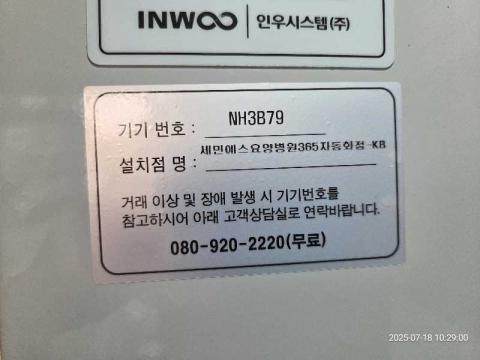 INWOO | 인우시스템(주)
기기 번호 : NH3B79
설치점 명 : 세민에스요양병원365자동화점-KB
거래 이상 및 장애 발생 시 기기번호를
참고하시어 아래 고객상담실로 연락바랍니다.
080-920-2220(무료)
2025-07-18 10:29:00